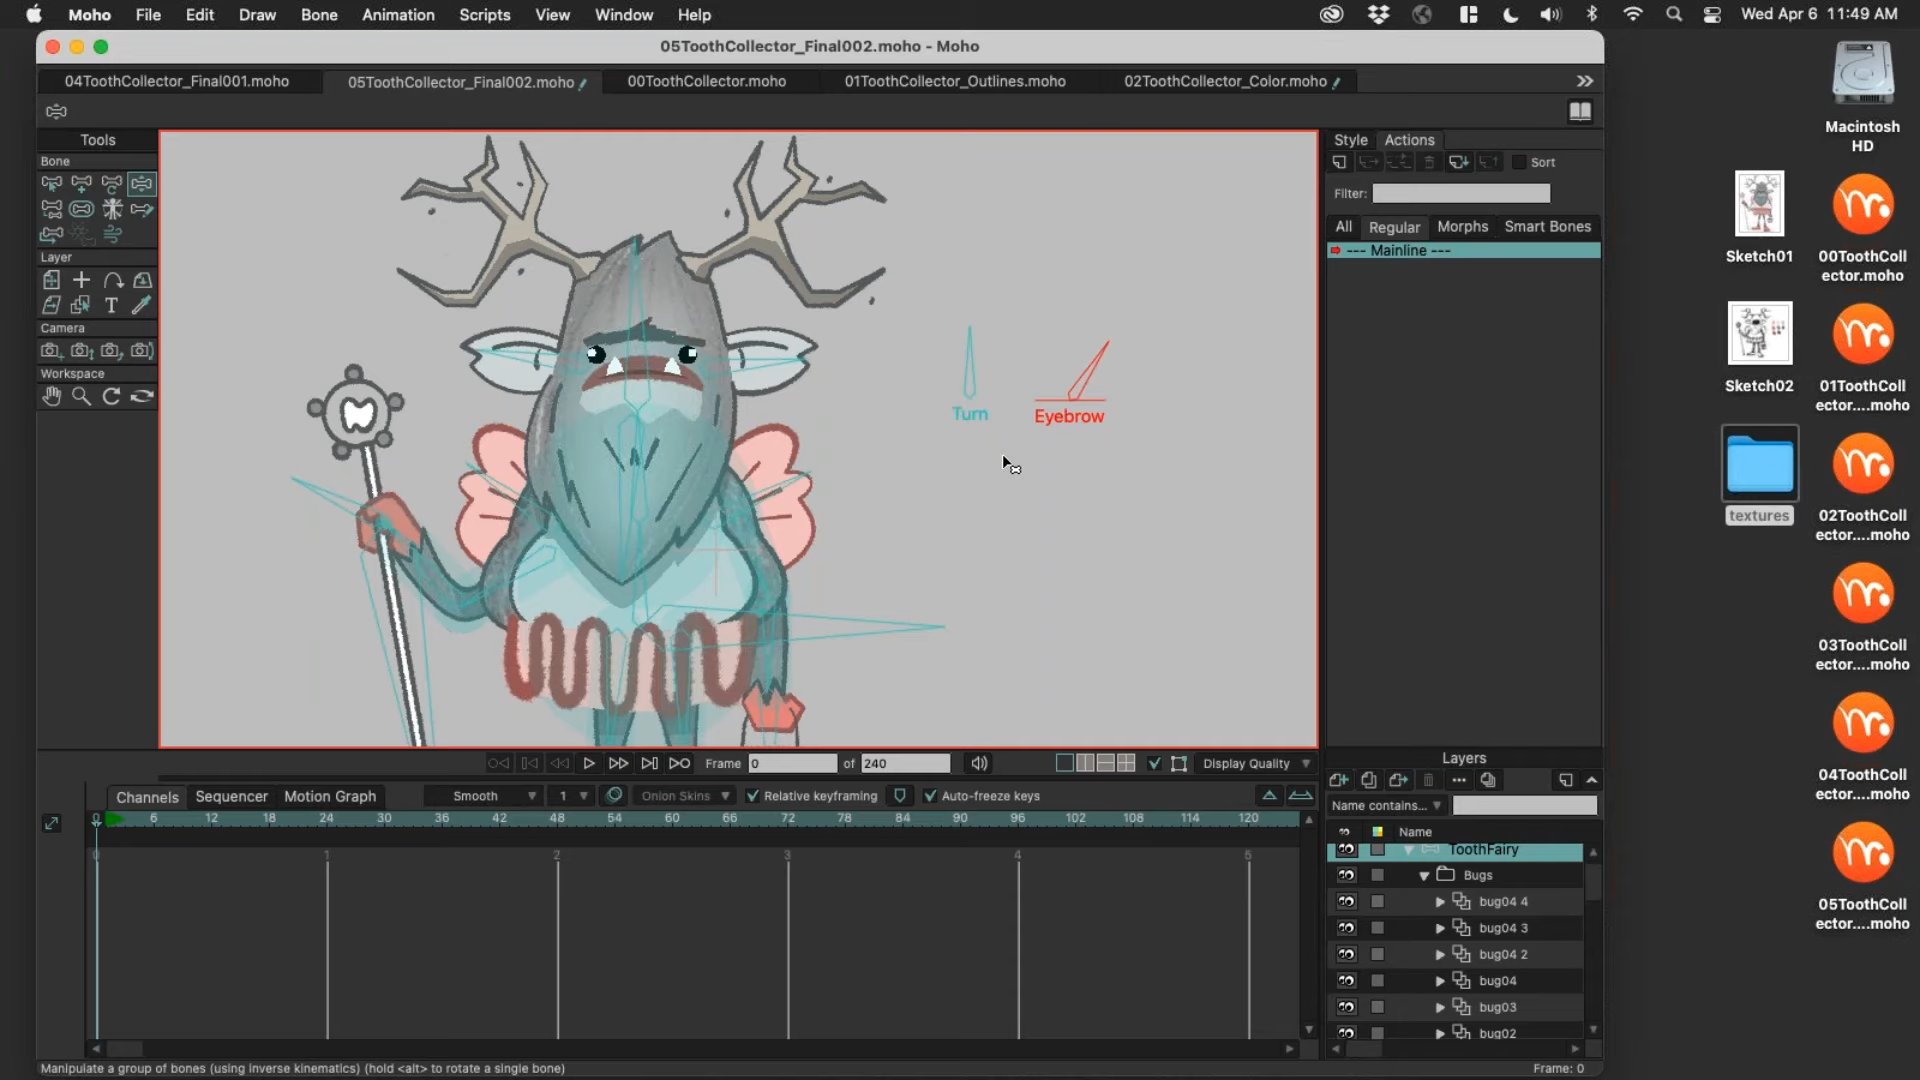 Moho File Edit Draw Bone Animation Scripts View Window Help Wed Apr 6 11:49 AM
05ToothCollector_Final002.moho - Moho
04ToothCollector_Final001.moho 05ToothCollector_Final002.moho 00ToothCollector.moho 01ToothCollector_Outlines.moho 02ToothCollector_Color.moho
Tools
Bone
Layer
T
Camera
Workspace
Turn
Eyebrow
Style Actions
Sort
Filter:
All Regular Morphs Smart Bones
--- Mainline ---
Frame 0 of 240 Display Quality
Channels Sequencer Motion Graph Smooth 1 Onion Skins Relative keyframing Auto-freeze keys
0 6 12 18 24 30 36 42 48 54 60 66 72 78 84 90 96 102 108 114 120
0 1 2 3 4 5
Layers
Name contains...
Name
ToothFairy
Bugs
bug04 4
bug04 3
bug04 2
bug04
bug03
bug02
Manipulate a group of bones (using inverse kinematics) (hold <alt> to rotate a single bone) Frame: 0
Macintosh
HD
Sketch01
00ToothColl
ector.moho
Sketch02
01ToothColl
ector....moho
textures
02ToothColl
ector....moho
03ToothColl
ector....moho
04ToothColl
ector....moho
05ToothColl
ector....moho